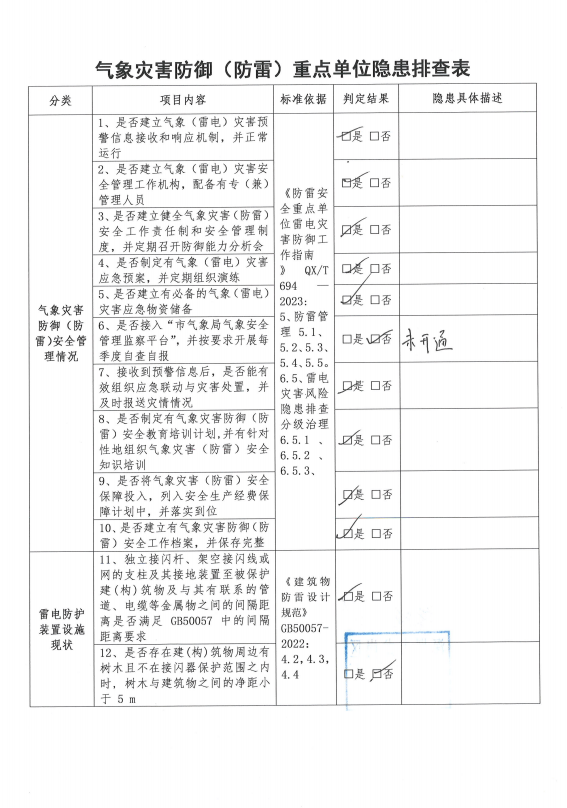 气象灾害防御（防雷）重点单位隐患排查表
分类
项目内容
标准依据
判定结果
隐患具体描述
气象灾害
防御（防
雷)安全管
理情况
1、是否建立气象（雷电）灾害预
警信息接收和响应机制，并正常
运行
□是 □否
2、是否建立气象（雷电）灾害安
全管理工作机构，配备有专（兼）
管理人员
□是 □否
3、是否建立健全气象灾害(防雷)
安全工作责任制和安全管理制
度，并定期召开防御能力分析会
□是 □否
4、是否制定有气象（雷电）灾害
应急预案，并定期组织演练
□是 □否
5、是否建立有必备的气象(雷电)
灾害应急物资储备
□是 □否
6、是否接入“市气象局气象安全
管理监察平台”，并按要求开展每
季度自查自报
□是 □否
未开通
7、接收到预警信息后，是否能有
效组织应急联动与灾害处置，并
及时报送灾情情况
□是 □否
8、是否制定有气象灾害防御(防
雷）安全教育培训计划,并有针对
性地组织气象灾害（防雷）安全
知识培训
□是 □否
9、是否将气象灾害（防雷）安全
保障投入，列入安全生产经费保
障计划中，并落实到位
□是 □否
10、是否建立有气象灾害防御(防
雷）安全工作档案，并保存完整
□是 □否
《防雷安
全重点单
位雷电灾
害防御工
作指南
》 QX/T
694 —
2023:
5、防雷管
理 5.1、
5.2、5.3、
5.4、5.5。
6.5、雷电
灾害风险
隐患排查
分级治理
6.5.1 、
6.5.2 、
6.5.3、
雷电防护
装置设施
现状
11、独立接闪杆、架空接闪线或
网的支柱及其接地装置至被保护
建(构)筑物及与其有联系的管
道、电缆等金属物之间的间隔距
离是否满足 GB50057 中的间隔
距离要求
□是 □否
12、是否存在建(构)筑物周边有
树木且不在接闪器保护范围之内
时，树木与建筑物之间的净距小
于 5 m
□是 □否
《建筑物
防雷设计
规范》
GB50057-
2022:
4.2,4.3,
4.4